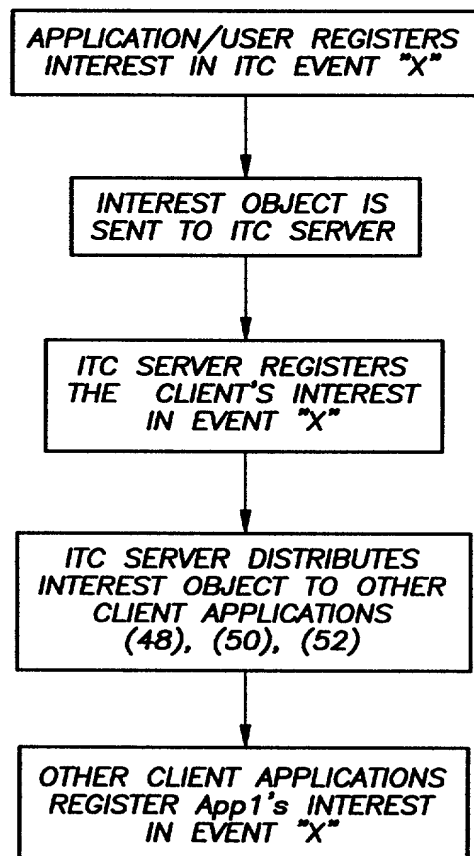 APPLICATION/USER REGISTERS
INTEREST IN ITC EVENT "X"
INTEREST OBJECT IS
SENT TO ITC SERVER
ITC SERVER REGISTERS
THE CLIENT'S INTEREST
IN EVENT "X"
ITC SERVER DISTRIBUTES
INTEREST OBJECT TO OTHER
CLIENT APPLICATIONS
(48), (50), (52)
OTHER CLIENT APPLICATIONS
REGISTER App1's INTEREST
IN EVENT "X"